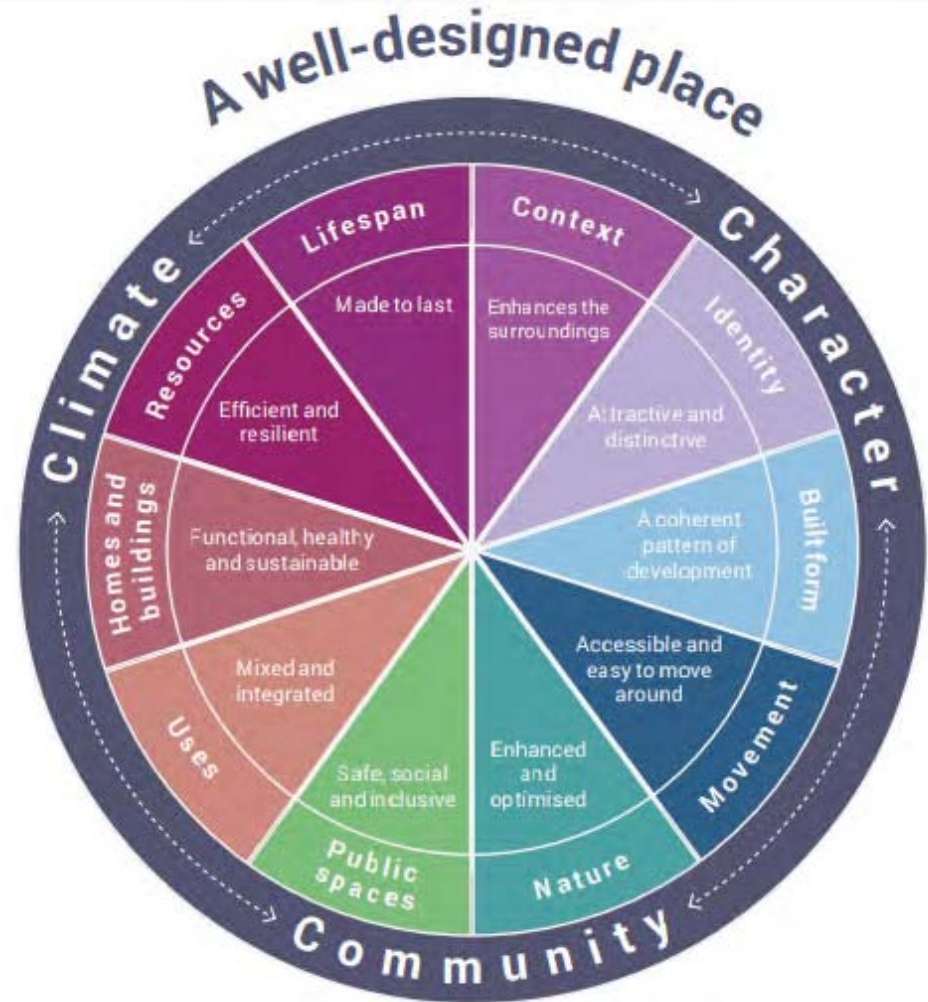 A well-designed place
Climate
Character
Community
Context
Enhances the
surroundings
Identity
Attractive and
distinctive
Built form
A coherent
pattern of
development
Movement
Accessible and
easy to move
around
Nature
Enhanced
and
optimised
Public
spaces
Safe, social
and inclusive
Uses
Mixed and
integrated
Homes and
buildings
Functional, healthy
and sustainable
Resources
Efficient and
resilient
Lifespan
Made to last